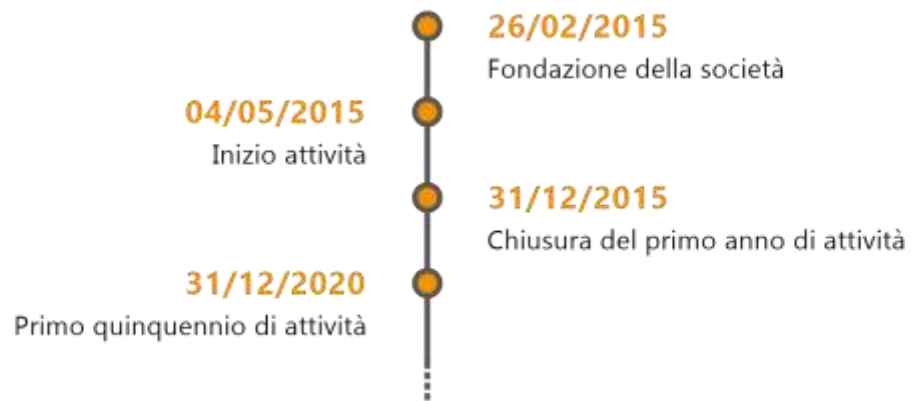 26/02/2015
Fondazione della società
04/05/2015
Inizio attività
31/12/2015
Chiusura del primo anno di attività
31/12/2020
Primo quinquennio di attività